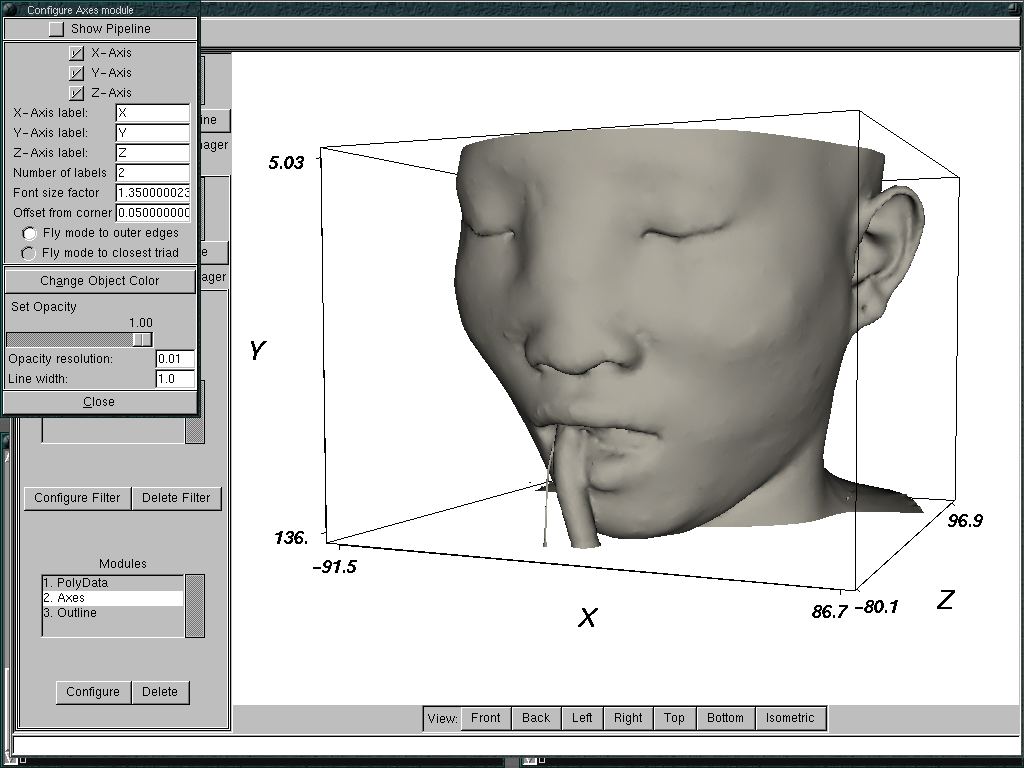 Configure Axes module
Show Pipeline
X-Axis
Y-Axis
Z-Axis
X-Axis label: X
Y-Axis label: Y
Z-Axis label: Z
Number of labels 2
Font size factor 1.350000023
Offset from corner 0.05000000
Fly mode to outer edges
Fly mode to closest triad
Change Object Color
Set Opacity
1.00
Opacity resolution: 0.01
Line width: 1.0
Close
ine
ager
e
ager
Configure Filter Delete Filter
Modules
1. PolyData
2. Axes
3. Outline
Configure Delete
5.03
Y
136.
-91.5
X
86.7
-80.1
Z
96.9
View: Front Back Left Right Top Bottom Isometric